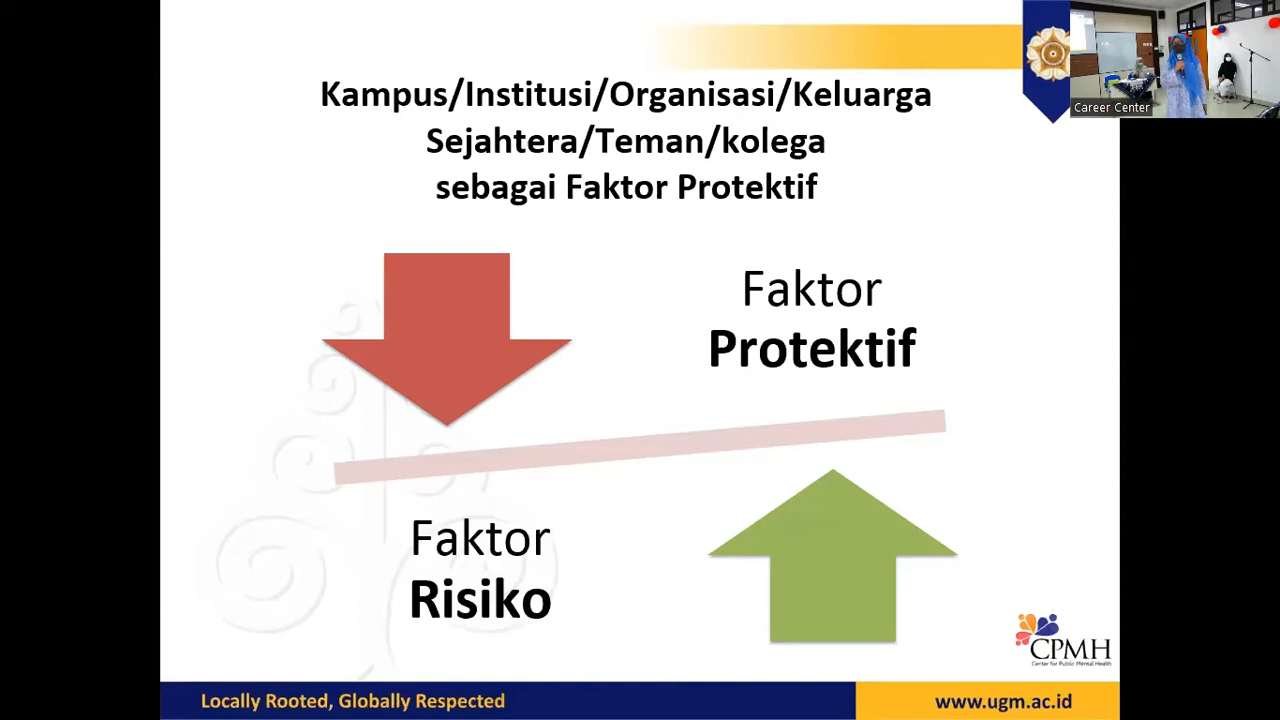 Kampus/Institusi/Organisasi/Keluarga
Sejahtera/Teman/kolega
sebagai Faktor Protektif
Career Center
Faktor
Protektif
Faktor
Risiko
CPMH
Center for Public Mental Health
Locally Rooted, Globally Respected
www.ugm.ac.id